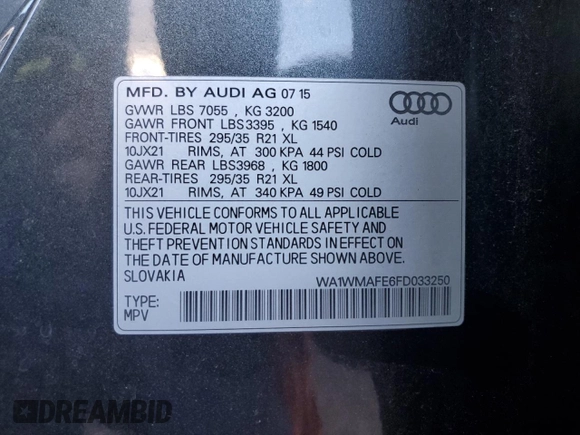 MFD. BY AUDI AG 07 15
GVWR LBS 7055 , KG 3200
GAWR FRONT LBS3395 , KG 1540
FRONT-TIRES 295/35 R21 XL
10JX21 RIMS, AT 300 KPA 44 PSI COLD
GAWR REAR LBS3968 , KG 1800
REAR-TIRES 295/35 R21 XL
10JX21 RIMS, AT 340 KPA 49 PSI COLD
Audi
THIS VEHICLE CONFORMS TO ALL APPLICABLE
U.S. FEDERAL MOTOR VEHICLE SAFETY AND
THEFT PREVENTION STANDARDS IN EFFECT ON
THE DATE OF MANUFACTURE SHOWN ABOVE.
SLOVAKIA
WA1WMAFE6FD033250
TYPE:
MPV
DREAMBID